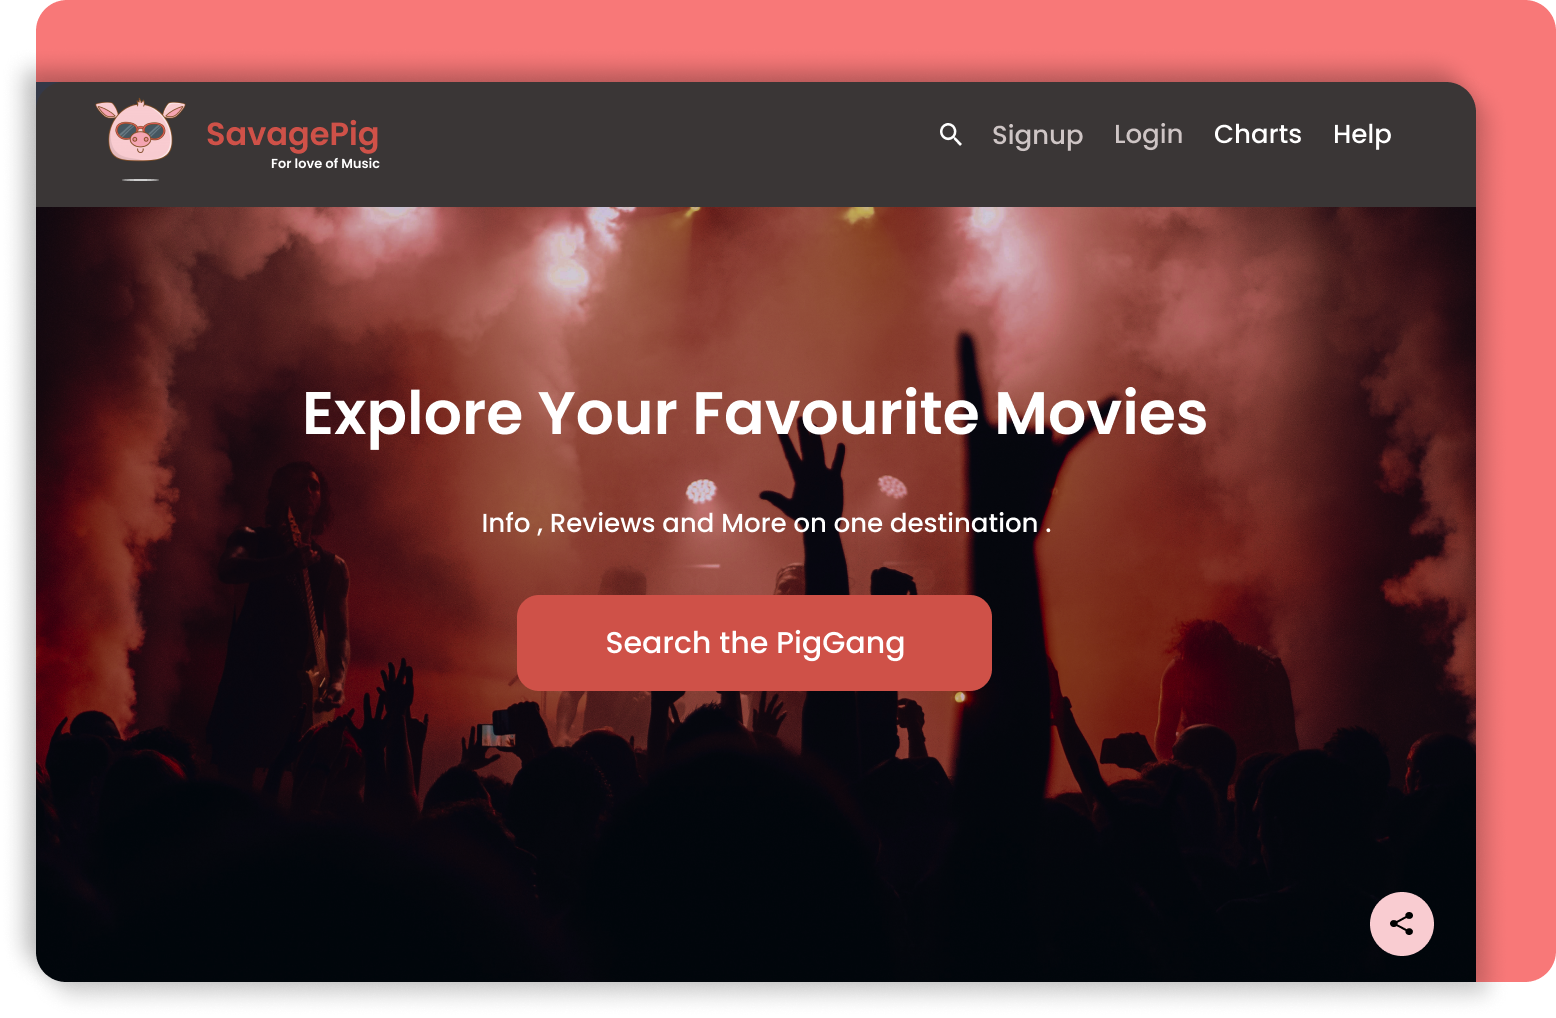 SavagePig
For love of Music
Signup Login Charts Help
Explore Your Favourite Movies
Info , Reviews and More on one destination .
Search the PigGang